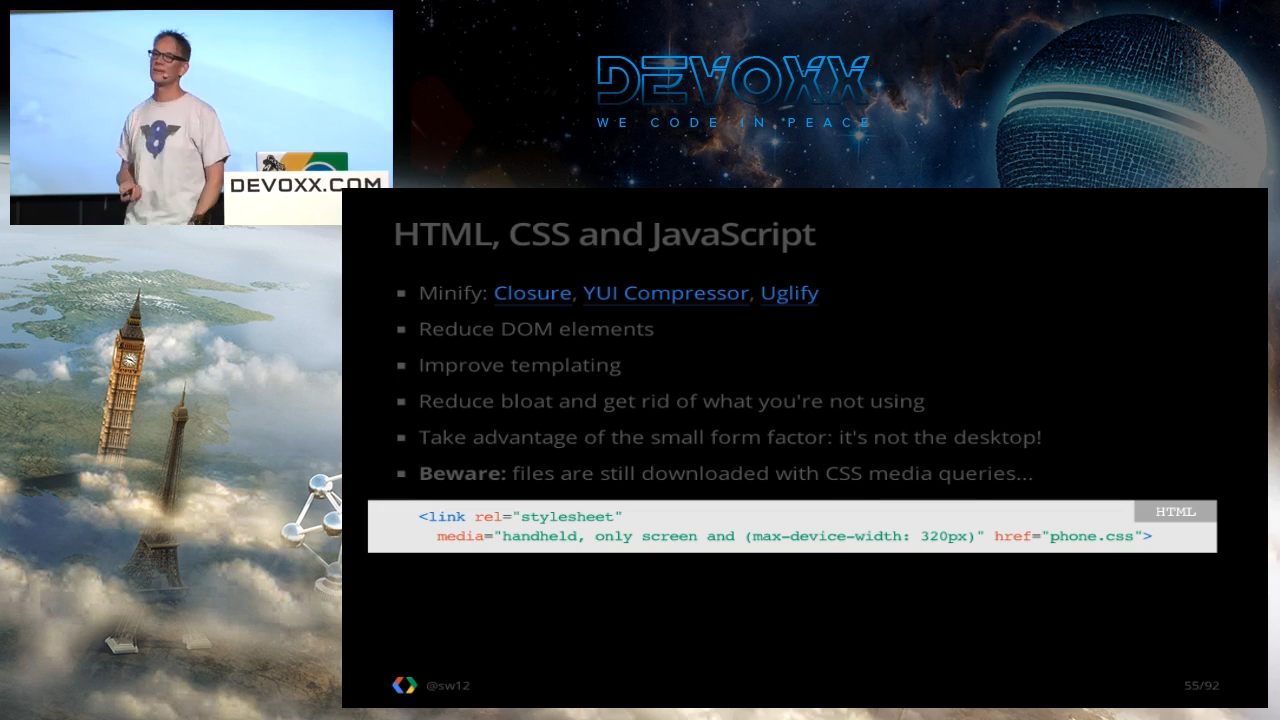 DEVOXX
WE CODE IN PEACE
8
DEVOXX.COM
HTML, CSS and JavaScript
Minify: Closure, YUI Compressor, Uglify
Reduce DOM elements
Improve templating
Reduce bloat and get rid of what you're not using
Take advantage of the small form factor: it's not the desktop!
Beware: files are still downloaded with CSS media queries...
HTML
<link rel="stylesheet"
media="handheld, only screen and (max-device-width: 320px)" href="phone.css">
@sw12
55/92